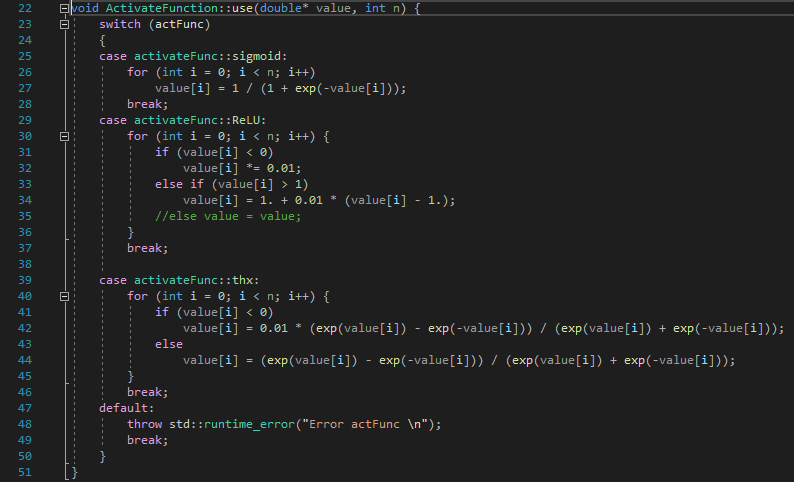 22 void ActivateFunction::use(double* value, int n) {
23     switch (actFunc)
24     {
25     case activateFunc::sigmoid:
26         for (int i = 0; i < n; i++)
27             value[i] = 1 / (1 + exp(-value[i]));
28         break;
29     case activateFunc::ReLU:
30         for (int i = 0; i < n; i++) {
31             if (value[i] < 0)
32                 value[i] *= 0.01;
33             else if (value[i] > 1)
34                 value[i] = 1. + 0.01 * (value[i] - 1.);
35             //else value = value;
36         }
37         break;
38
39     case activateFunc::thx:
40         for (int i = 0; i < n; i++) {
41             if (value[i] < 0)
42                 value[i] = 0.01 * (exp(value[i]) - exp(-value[i])) / (exp(value[i]) + exp(-value[i]));
43             else
44                 value[i] = (exp(value[i]) - exp(-value[i])) / (exp(value[i]) + exp(-value[i]));
45         }
46         break;
47     default:
48         throw std::runtime_error("Error actFunc \n");
49         break;
50     }
51 }